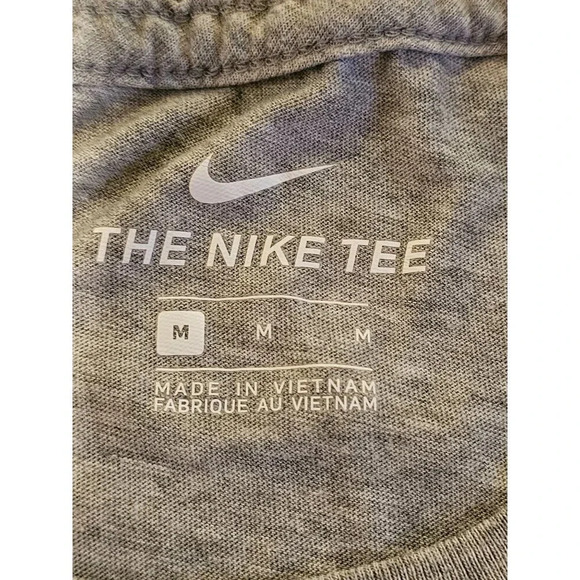 THE NIKE TEE
M M M
MADE IN VIETNAM
FABRIQUE AU VIETNAM